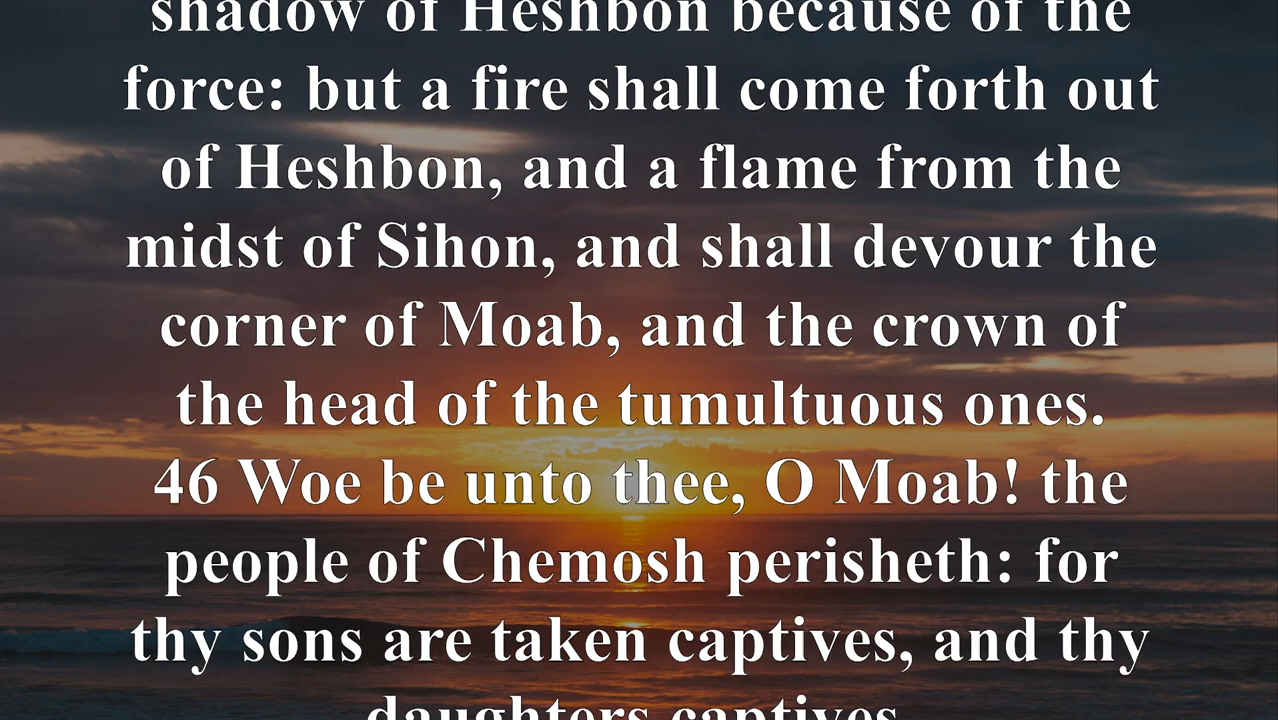 shadow of Heshbon because of the
force: but a fire shall come forth out
of Heshbon, and a flame from the
midst of Sihon, and shall devour the
corner of Moab, and the crown of
the head of the tumultuous ones.
46 Woe be unto thee, O Moab! the
people of Chemosh perisheth: for
thy sons are taken captives, and thy
daughters captives.